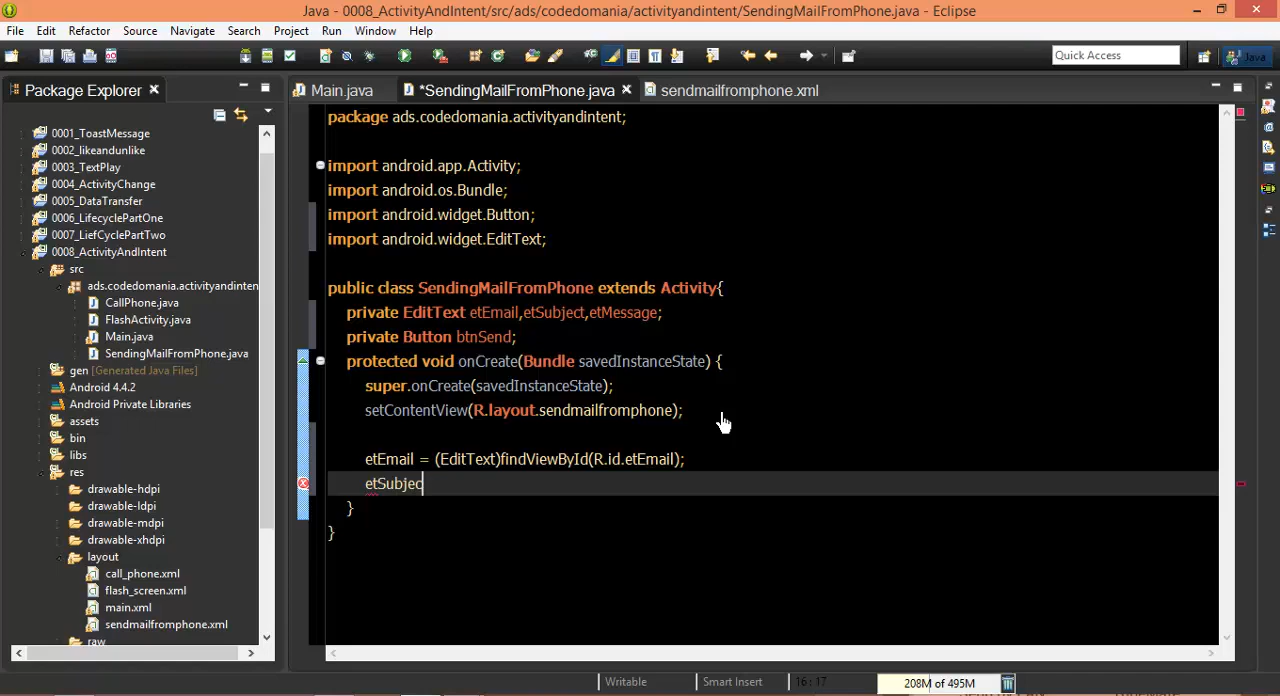 Java - 0008_ActivityAndIntent/src/ads/codedomania/activityandintent/SendingMailFromPhone.java - Eclipse
File Edit Refactor Source Navigate Search Project Run Window Help
Quick Access
Java
Package Explorer
Main.java
*SendingMailFromPhone.java
sendmailfromphone.xml
0001_ToastMessage
0002_likeandunlike
0003_TextPlay
0004_ActivityChange
0005_DataTransfer
0006_LifecyclePartOne
0007_LiefCyclePartTwo
0008_ActivityAndIntent
src
ads.codedomania.activityandinten
CallPhone.java
FlashActivity.java
Main.java
SendingMailFromPhone.java
gen [Generated Java Files]
Android 4.4.2
Android Private Libraries
assets
bin
libs
res
drawable-hdpi
drawable-ldpi
drawable-mdpi
drawable-xhdpi
layout
call_phone.xml
flash_screen.xml
main.xml
sendmailfromphone.xml
raw
package ads.codedomania.activityandintent;
import android.app.Activity;
import android.os.Bundle;
import android.widget.Button;
import android.widget.EditText;
public class SendingMailFromPhone extends Activity{
private EditText etEmail,etSubject,etMessage;
private Button btnSend;
protected void onCreate(Bundle savedInstanceState) {
super.onCreate(savedInstanceState);
setContentView(R.layout.sendmailfromphone);
etEmail = (EditText)findViewById(R.id.etEmail);
etSubjec
}
}
Writable
Smart Insert
16 : 17
208M of 495M